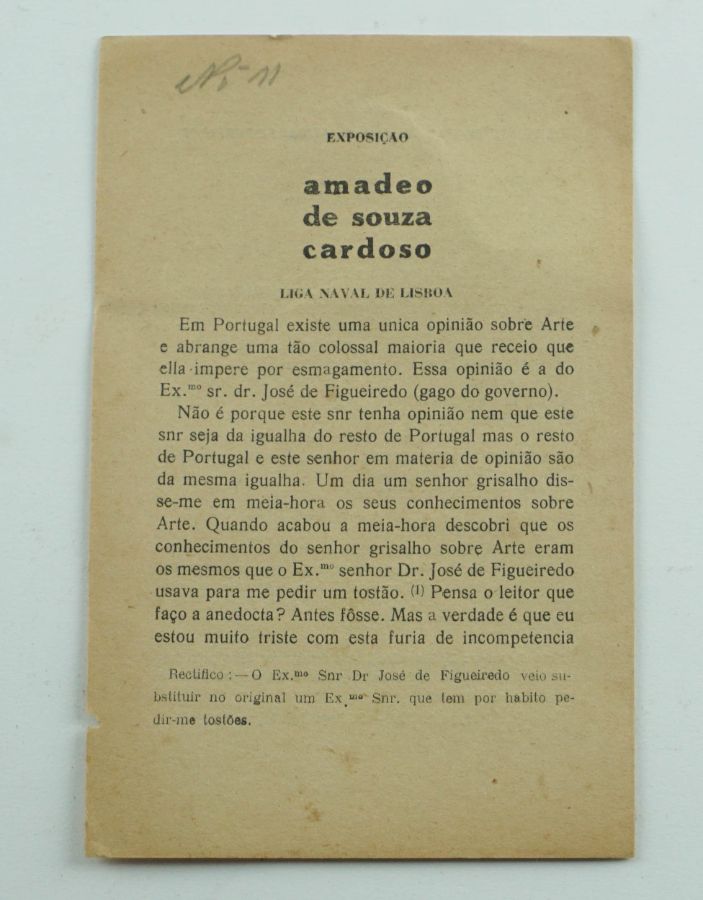 Nº 11
EXPOSIÇAO
amadeo
de souza
cardoso
LIGA NAVAL DE LISBOA
Em Portugal existe uma unica opinião sobre Arte
e abrange uma tão colossal maioria que receio que
ella impere por esmagamento. Essa opinião é a do
Ex.ᵐᵒ sr. dr. José de Figueiredo (gago do governo).
Não é porque este snr tenha opinião nem que este
snr seja da igualha do resto de Portugal mas o resto
de Portugal e este senhor em materia de opinião são
da mesma igualha. Um dia um senhor grisalho dis-
se-me em meia-hora os seus conhecimentos sobre
Arte. Quando acabou a meia-hora descobri que os
conhecimentos do senhor grisalho sobre Arte eram
os mesmos que o Ex.ᵐᵒ senhor Dr. José de Figueiredo
usava para me pedir um tostão. (I) Pensa o leitor que
faço a anedocta? Antes fôsse. Mas a verdade é que eu
estou muito triste com esta furia de incompetencia
Rectifico:—O Ex.ᵐᵒ Snr Dr José de Figueiredo veio su-
bstituir no original um Ex.ᵐᵒ Snr. que tem por habito pe-
dir-me tostões.